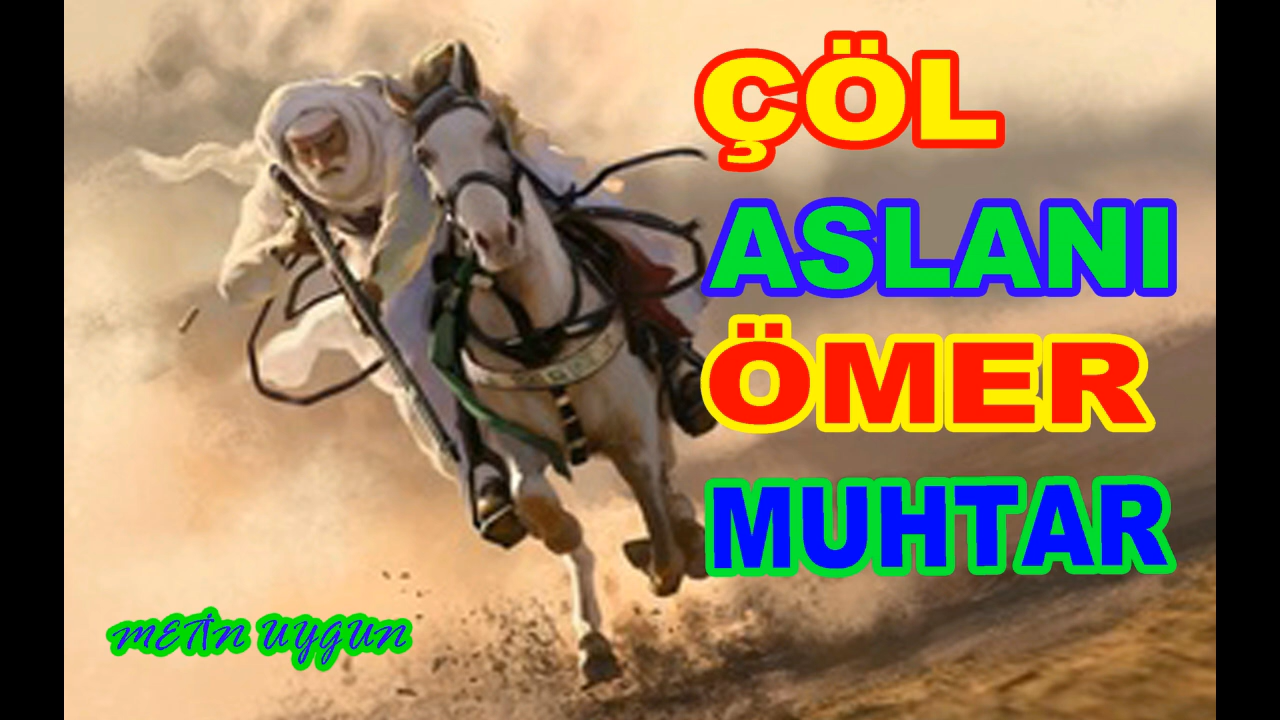 ÇÖL
ASLANI
ÖMER
MUHTAR
METİN UYGUN